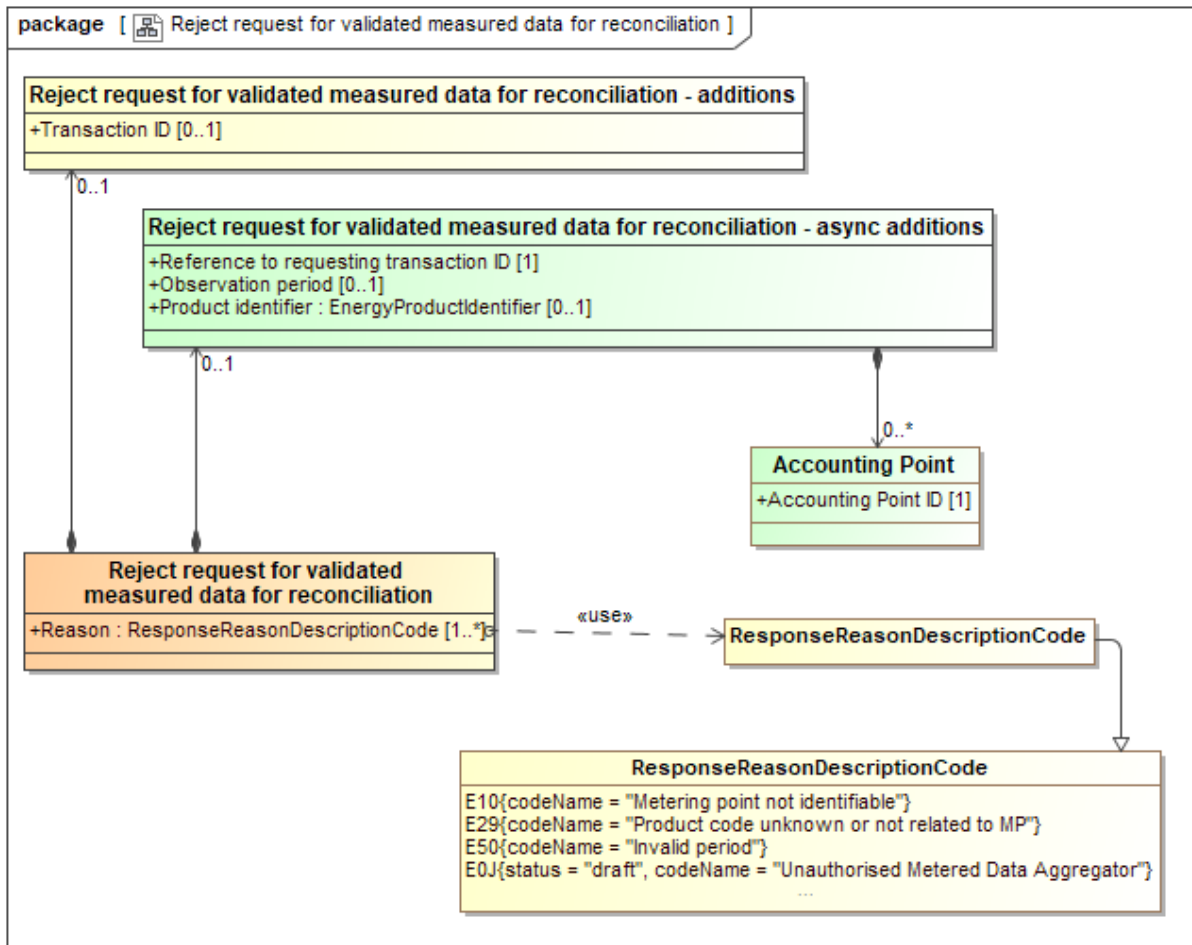 package [ Reject request for validated measured data for reconciliation ]
Reject request for validated measured data for reconciliation - additions
+Transaction ID [0..1]
0..1
Reject request for validated measured data for reconciliation - async additions
+Reference to requesting transaction ID [1]
+Observation period [0..1]
+Product identifier : EnergyProductIdentifier [0..1]
0..1
0..*
Accounting Point
+Accounting Point ID [1]
Reject request for validated
measured data for reconciliation
+Reason : ResponseReasonDescriptionCode [1..*]
«use»
ResponseReasonDescriptionCode
ResponseReasonDescriptionCode
E10{codeName = "Metering point not identifiable"}
E29{codeName = "Product code unknown or not related to MP"}
E50{codeName = "Invalid period"}
E0J{status = "draft", codeName = "Unauthorised Metered Data Aggregator"}
...